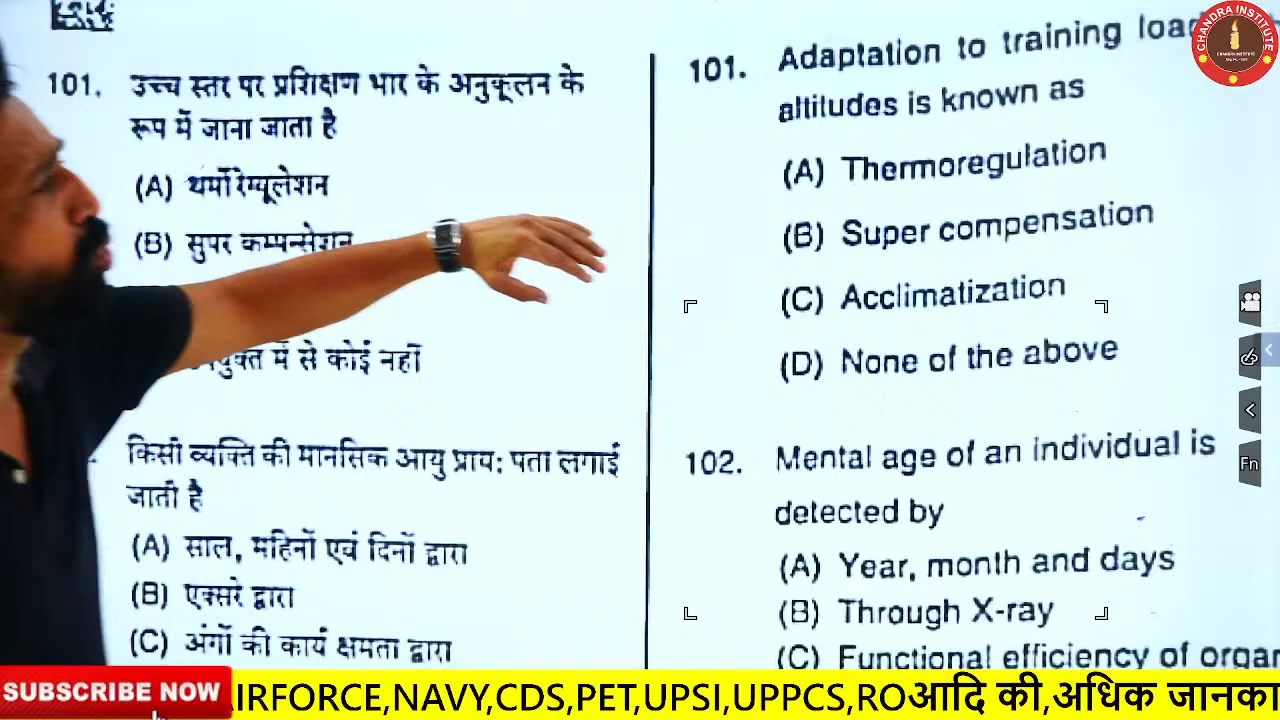 101. उच्च स्तर पर प्रशिक्षण भार के अनुकूलन के
रूप में जाना जाता है
(A) थर्मोरेग्यूलेशन
(B) सुपर कम्पन्सेशन
में से कोई नहीं
किसी व्यक्ति की मानसिक आयु प्राय: पता लगाई
जाती है
(A) साल, महिनों एवं दिनों द्वारा
(B) एक्सरे द्वारा
(C) अंगों की कार्य क्षमता द्वारा
101. Adaptation to training
altitudes is known as
(A) Thermoregulation
(B) Super compensation
(C) Acclimatization
(D) None of the above
102. Mental age of an individual is
detected by
(A) Year, month and days
(B) Through X-ray
(C) Functional efficiency of
CHANDRA INSTITUTE
Fn
SUBSCRIBE NOW
IRFORCE,NAVY,CDS,PET,UPSI,UPPCS,ROआदि की,अधिक जानका